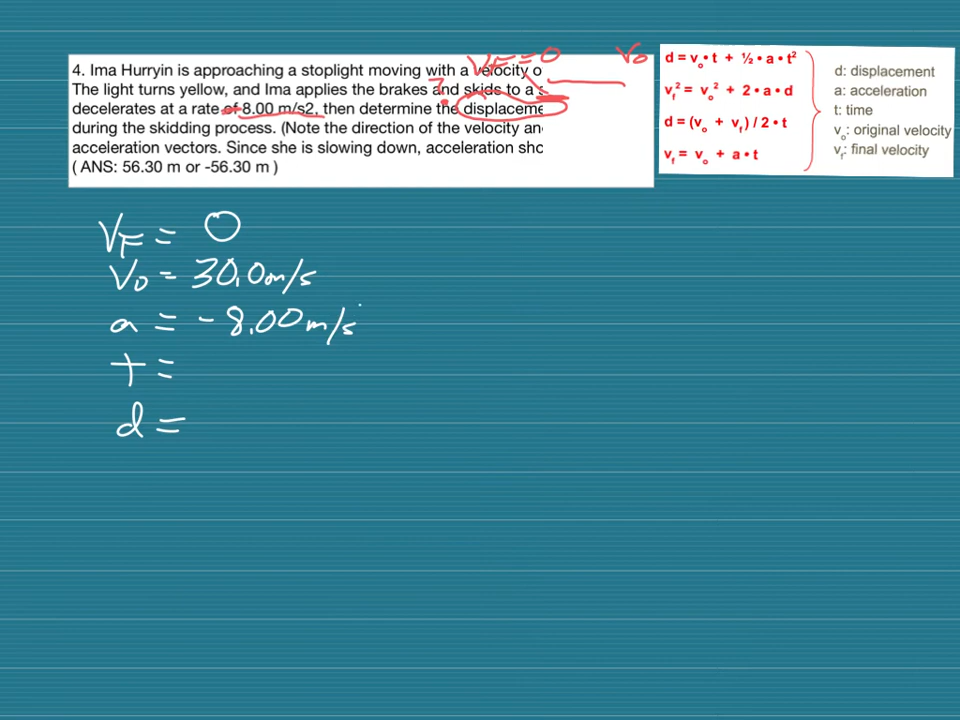 4. Ima Hurryin is approaching a stoplight moving with a velocity o
The light turns yellow, and Ima applies the brakes and skids to a s
decelerates at a rate of 8.00 m/s2, then determine the displaceme
during the skidding process. (Note the direction of the velocity an
acceleration vectors. Since she is slowing down, acceleration sho
( ANS: 56.30 m or -56.30 m )
VF = 0
V0
?
d = vo•t + ½•a•t²
vf² = vo² + 2•a•d
d = (vo + vf) / 2•t
vf = vo + a•t
d: displacement
a: acceleration
t: time
vo: original velocity
vf: final velocity
VF = 0
V0 = 30.0m/s
a = -8.00m/s
t =
d =